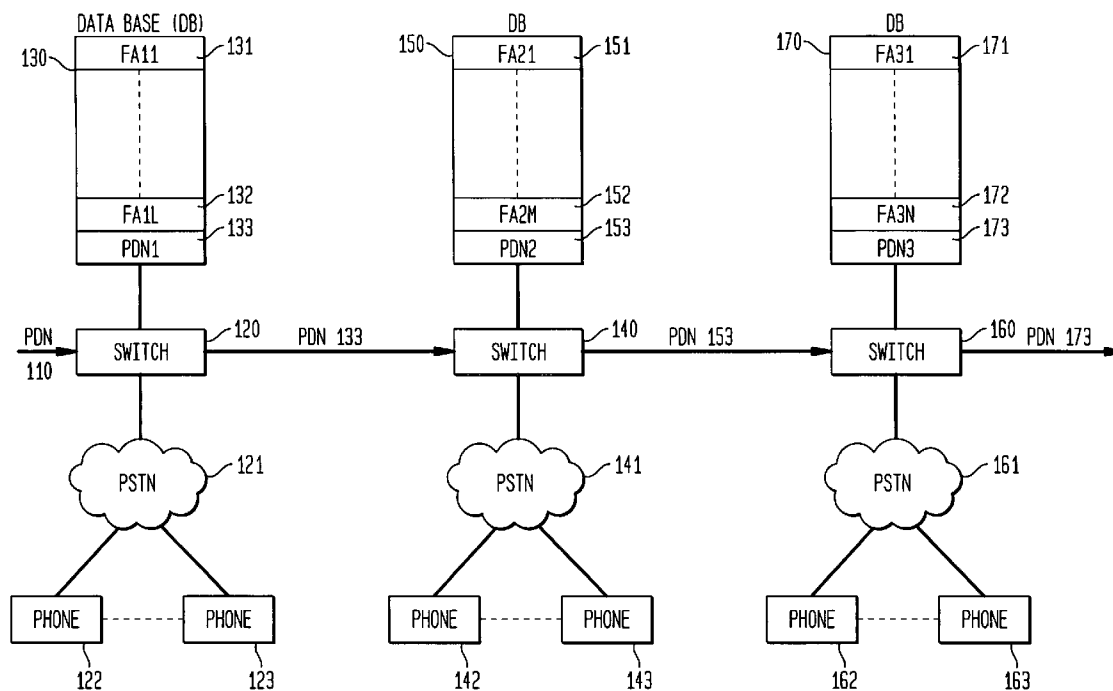 DATA BASE (DB) DB DB
130 FA11 131 150 FA21 151 170 FA31 171
132 152 172
FA1L FA2M FA3N
133 153 173
PDN1 PDN2 PDN3
PDN 120 140 160
SWITCH PDN 133 SWITCH PDN 153 SWITCH PDN 173
110
121 141 161
PSTN PSTN PSTN
PHONE PHONE PHONE PHONE PHONE PHONE
122 123 142 143 162 163